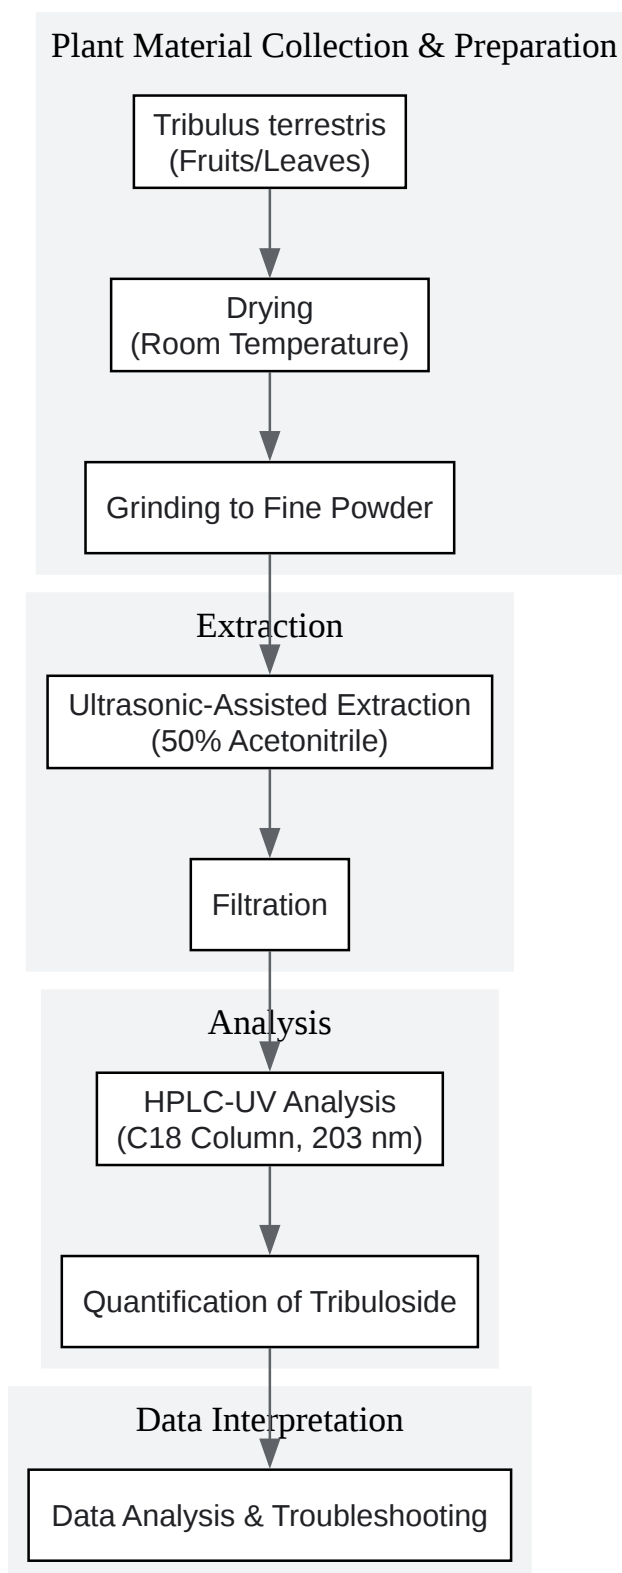 Plant Material Collection & Preparation
Tribulus terrestris
(Fruits/Leaves)
Drying
(Room Temperature)
Grinding to Fine Powder
Extraction
Ultrasonic-Assisted Extraction
(50% Acetonitrile)
Filtration
Analysis
HPLC-UV Analysis
(C18 Column, 203 nm)
Quantification of Tribuloside
Data Interpretation
Data Analysis & Troubleshooting